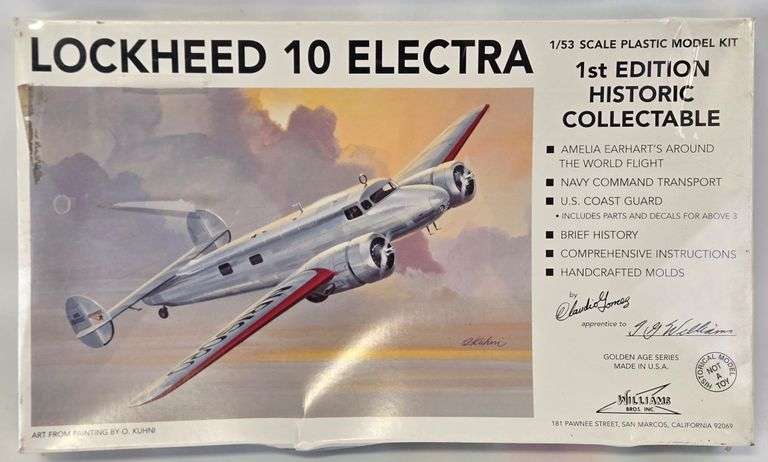 LOCKHEED 10 ELECTRA
1/53 SCALE PLASTIC MODEL KIT
1st EDITION
HISTORIC
COLLECTABLE
■ AMELIA EARHART'S AROUND
THE WORLD FLIGHT
■ NAVY COMMAND TRANSPORT
■ U.S. COAST GUARD
• INCLUDES PARTS AND DECALS FOR ABOVE 3
■ BRIEF HISTORY
■ COMPREHENSIVE INSTRUCTIONS
■ HANDCRAFTED MOLDS
by
Claudio Gomez
apprentice to
GOLDEN AGE SERIES
MADE IN U.S.A.
HISTORICAL MODEL
NOT
A
TOY
WILLIAMS
BROS. INC.
181 PAWNEE STREET, SAN MARCOS, CALIFORNIA 92069
O. Kuhni
ART FROM PAINTING BY O. KUHNI